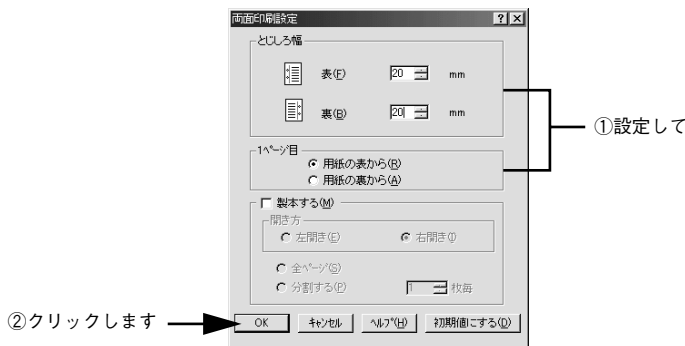 両面印刷設定
とじしろ幅
表(F) 20 mm
裏(B) 20 mm
①設定して
1ページ目
用紙の表から(R)
用紙の裏から(A)
製本する(M)
開き方
左開き(E) 右開き(I)
全ページ(S)
分割する(P) 1 枚毎
②クリックします
OK キャンセル ヘルプ(H) 初期値にする(D)